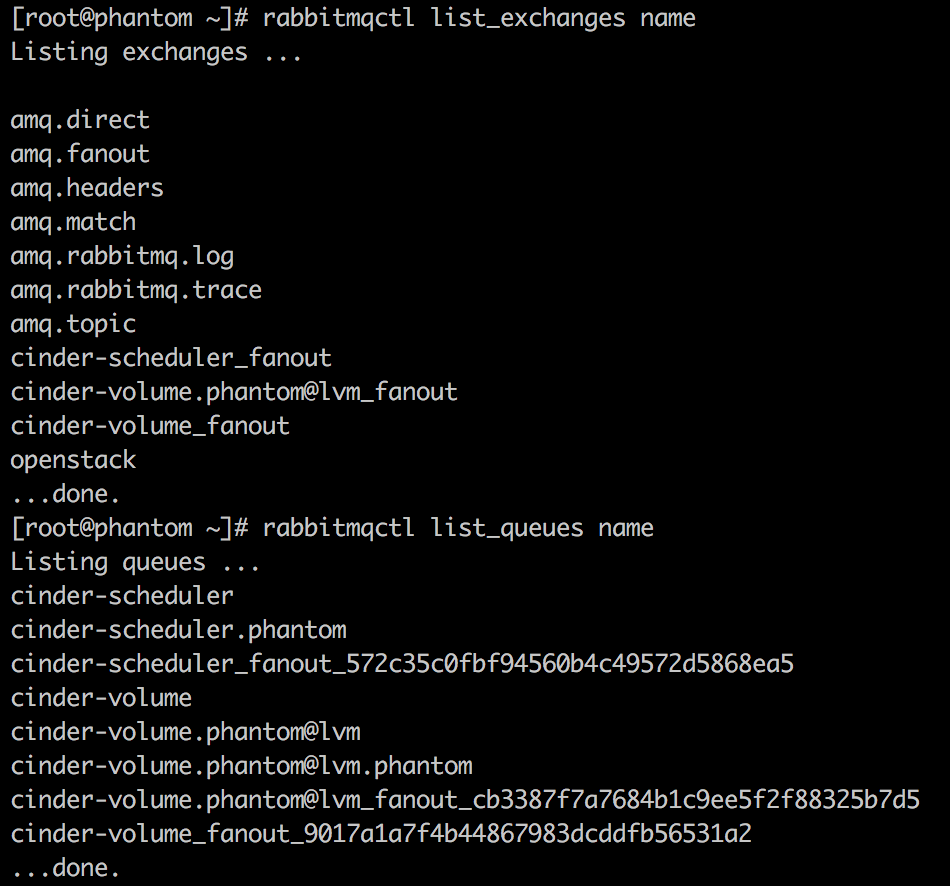 [root@phantom ~]# rabbitmqctl list_exchanges name
Listing exchanges ...
amq.direct
amq.fanout
amq.headers
amq.match
amq.rabbitmq.log
amq.rabbitmq.trace
amq.topic
cinder-scheduler_fanout
cinder-volume.phantom@lvm_fanout
cinder-volume_fanout
openstack
...done.
[root@phantom ~]# rabbitmqctl list_queues name
Listing queues ...
cinder-scheduler
cinder-scheduler.phantom
cinder-scheduler_fanout_572c35c0fbf94560b4c49572d5868ea5
cinder-volume
cinder-volume.phantom@lvm
cinder-volume.phantom@lvm.phantom
cinder-volume.phantom@lvm_fanout_cb3387f7a7684b1c9ee5f2f88325b7d5
cinder-volume_fanout_9017a1a7f4b44867983dcddfb56531a2
...done.